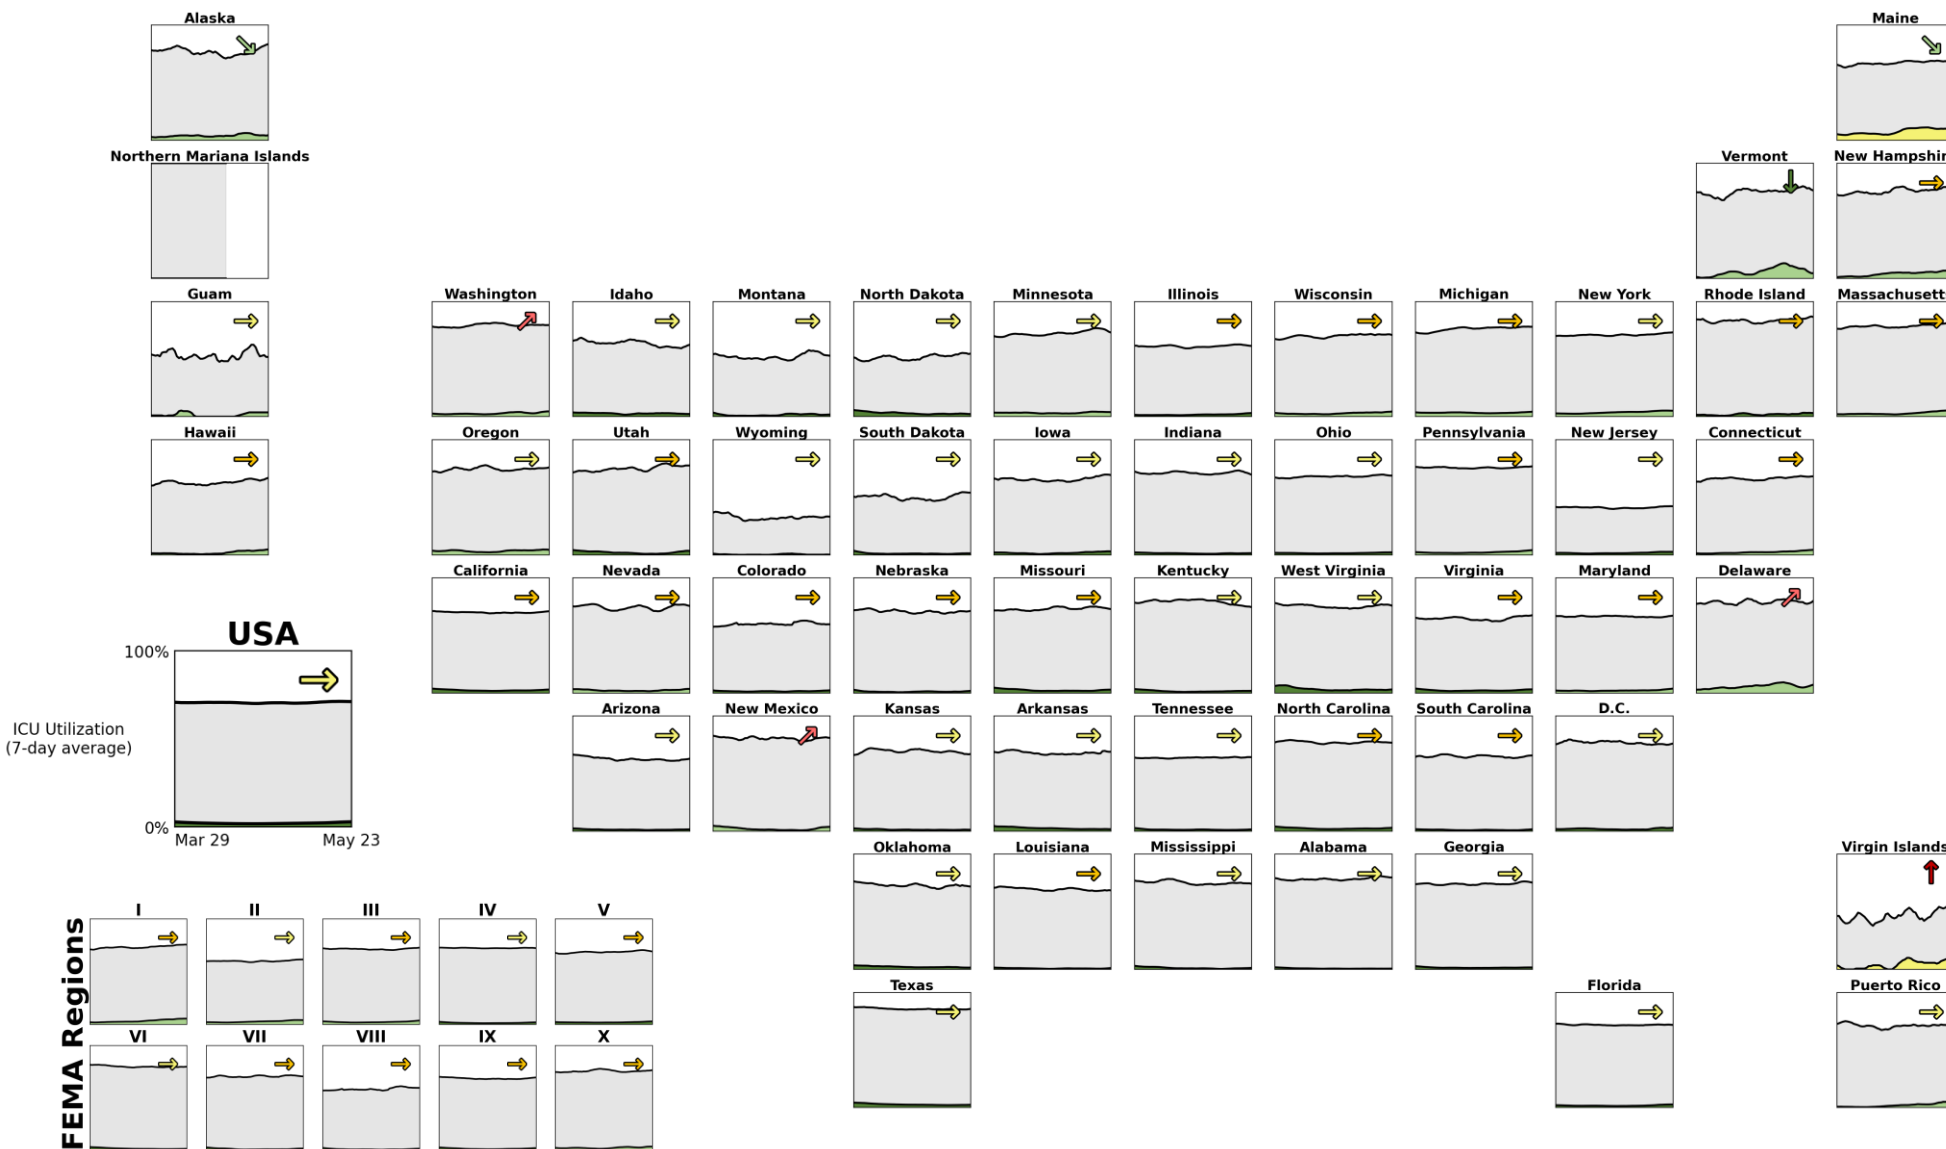 Alaska
Maine
Northern Mariana Islands
Vermont
New Hampshir
Guam
Washington
Idaho
Montana
North Dakota
Minnesota
Illinois
Wisconsin
Michigan
New York
Rhode Island
Massachusett
Hawaii
Oregon
Utah
Wyoming
South Dakota
Iowa
Indiana
Ohio
Pennsylvania
New Jersey
Connecticut
California
Nevada
Colorado
Nebraska
Missouri
Kentucky
West Virginia
Virginia
Maryland
Delaware
USA
100%
ICU Utilization
(7-day average)
0%
Mar 29
May 23
Arizona
New Mexico
Kansas
Arkansas
Tennessee
North Carolina
South Carolina
D.C.
Oklahoma
Louisiana
Mississippi
Alabama
Georgia
Virgin Islands
Texas
Florida
Puerto Rico
FEMA Regions
I
II
III
IV
V
VI
VII
VIII
IX
X